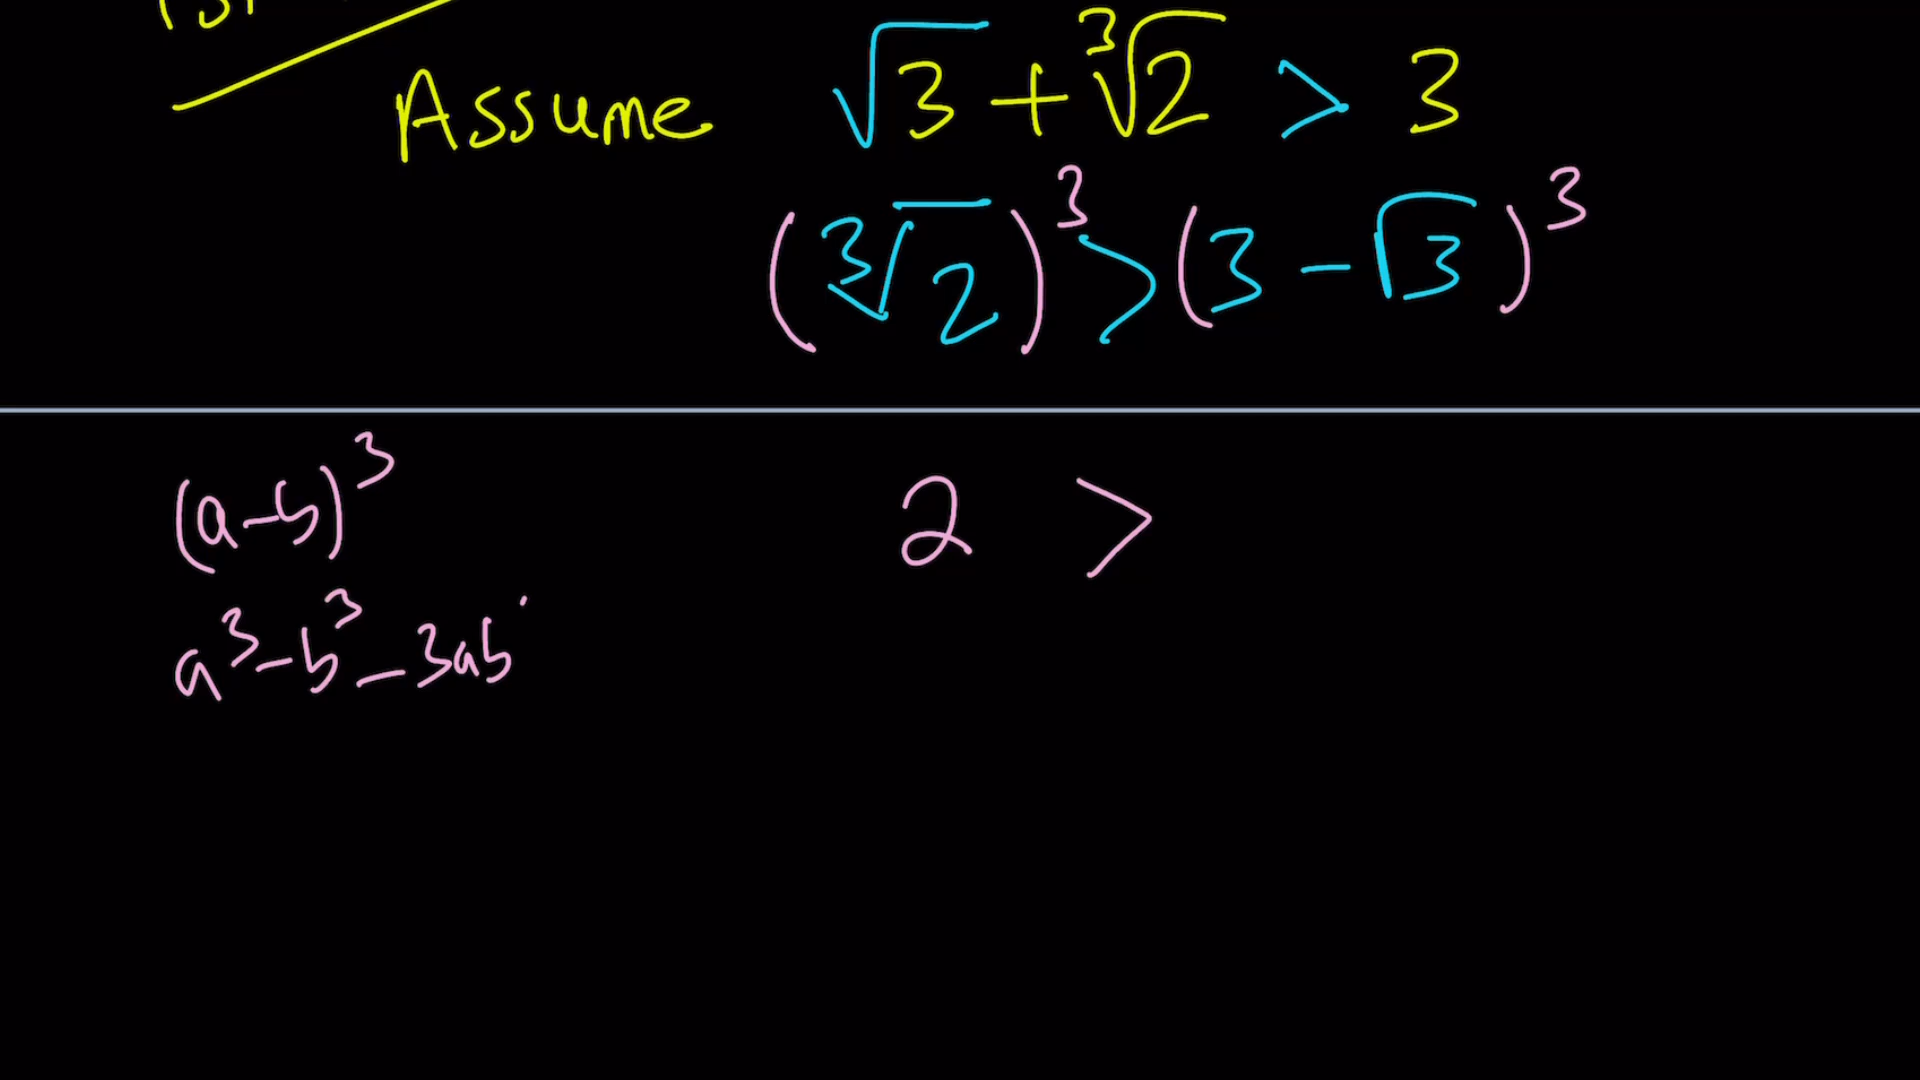 Assume √3 + ∛2 > 3
(∛2)³ > (3 - √3)³
(a-b)³
2 >
a³-b³-3ab